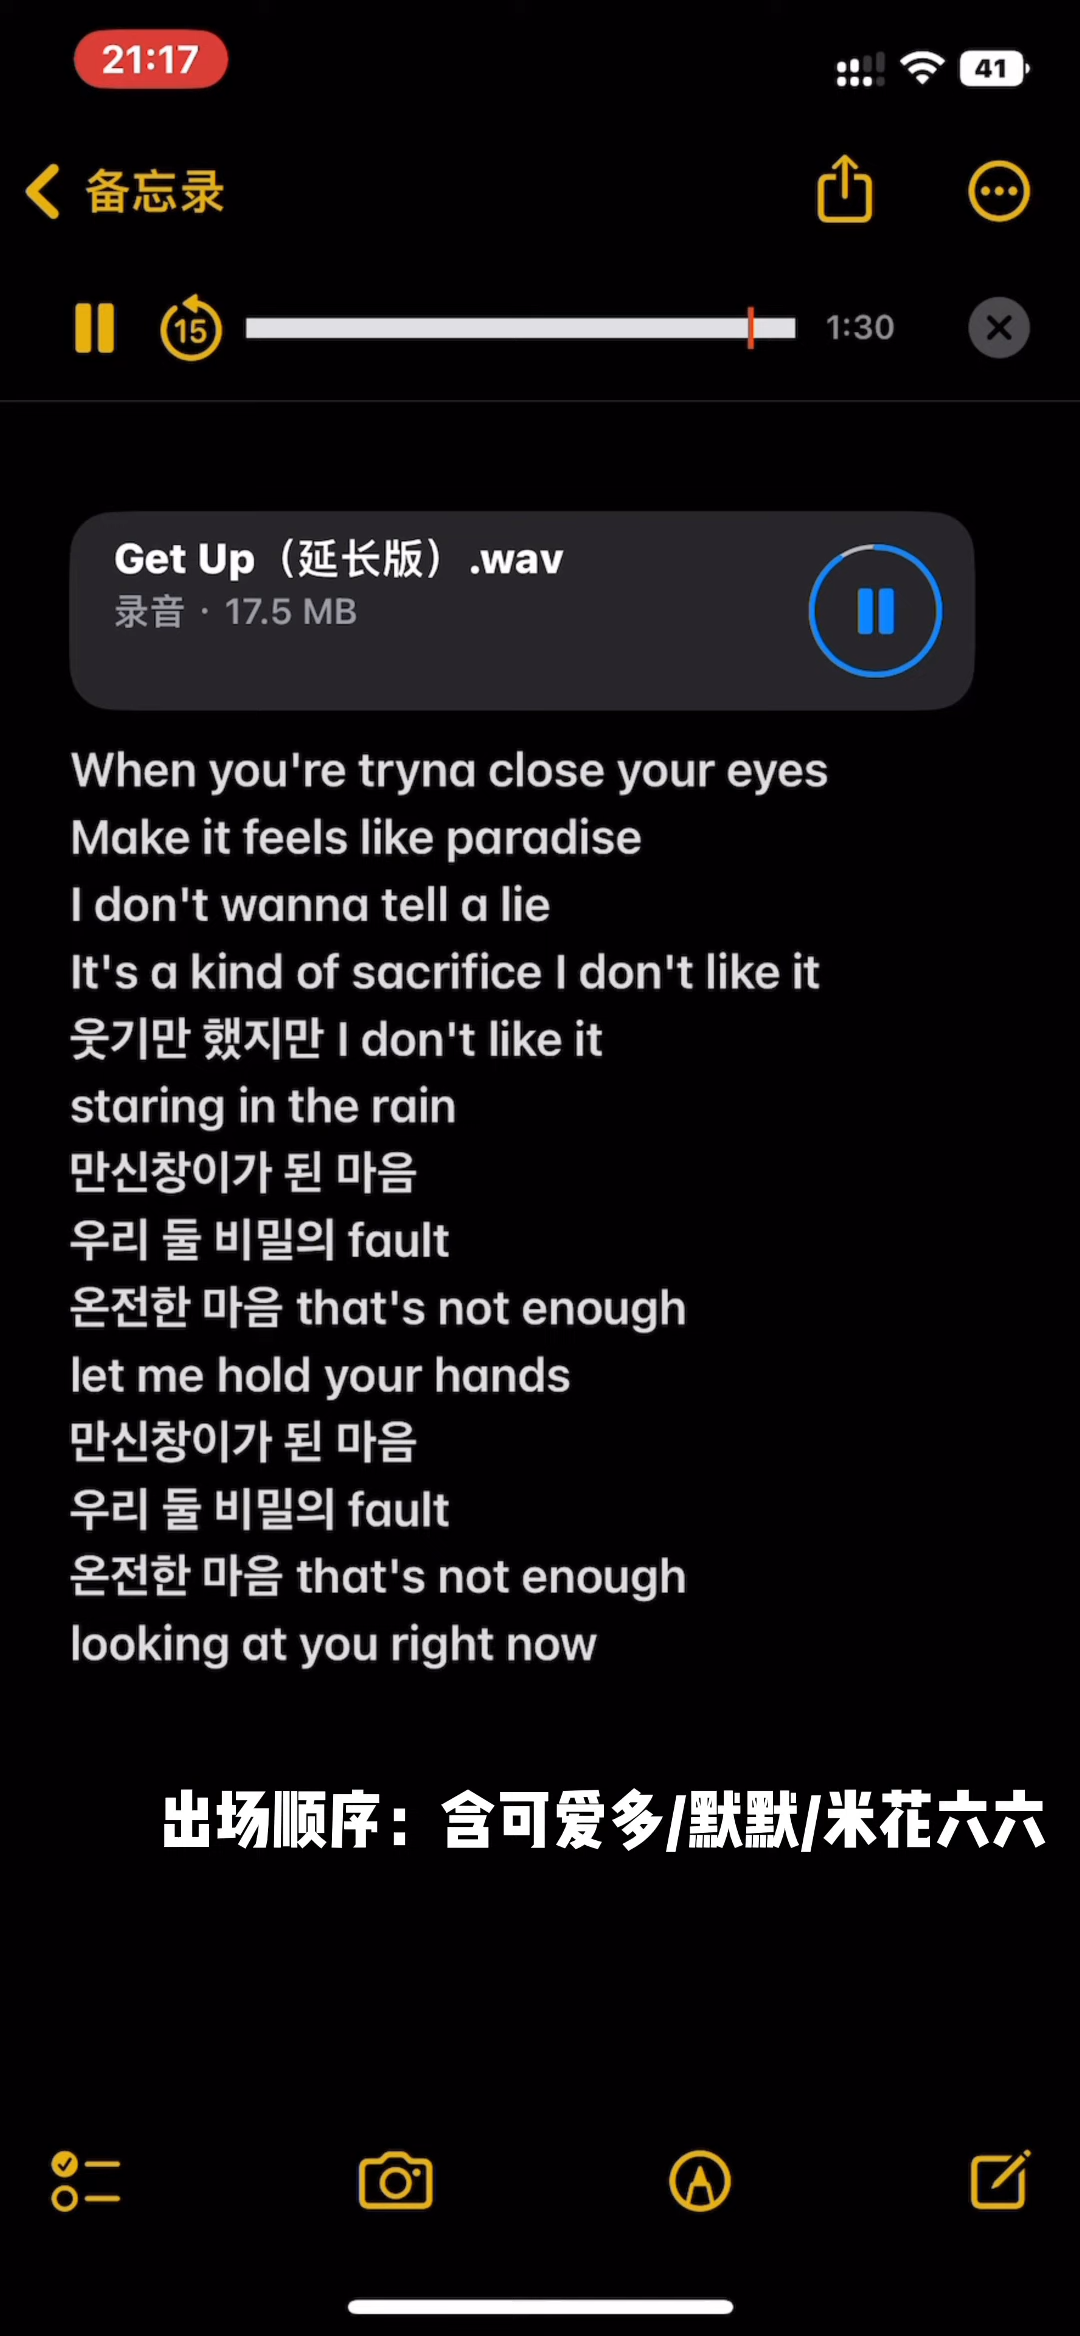 21:17
41
备忘录
15
1:30
Get Up（延长版）.wav
录音 · 17.5 MB
When you're tryna close your eyes
Make it feels like paradise
I don't wanna tell a lie
It's a kind of sacrifice I don't like it
웃기만 했지만 I don't like it
staring in the rain
만신창이가 된 마음
우리 둘 비밀의 fault
온전한 마음 that's not enough
let me hold your hands
만신창이가 된 마음
우리 둘 비밀의 fault
온전한 마음 that's not enough
looking at you right now
出场顺序：含可爱多/默默/米花六六